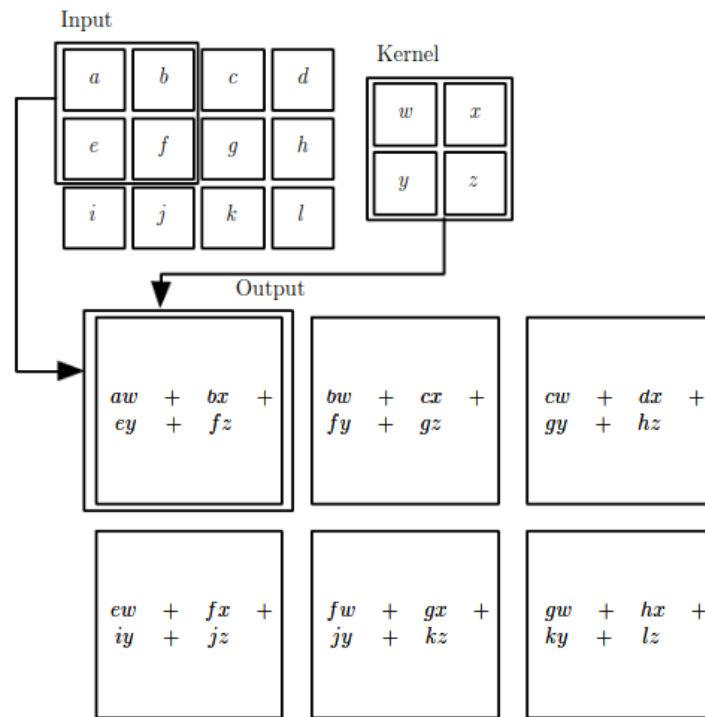 Input
a b c d
e f g h
i j k l
Kernel
w x
y z
Output
aw + bx +
ey + fz
bw + cx +
fy + gz
cw + dx +
gy + hz
ew + fx +
iy + jz
fw + gx +
jy + kz
gw + hx +
ky + lz